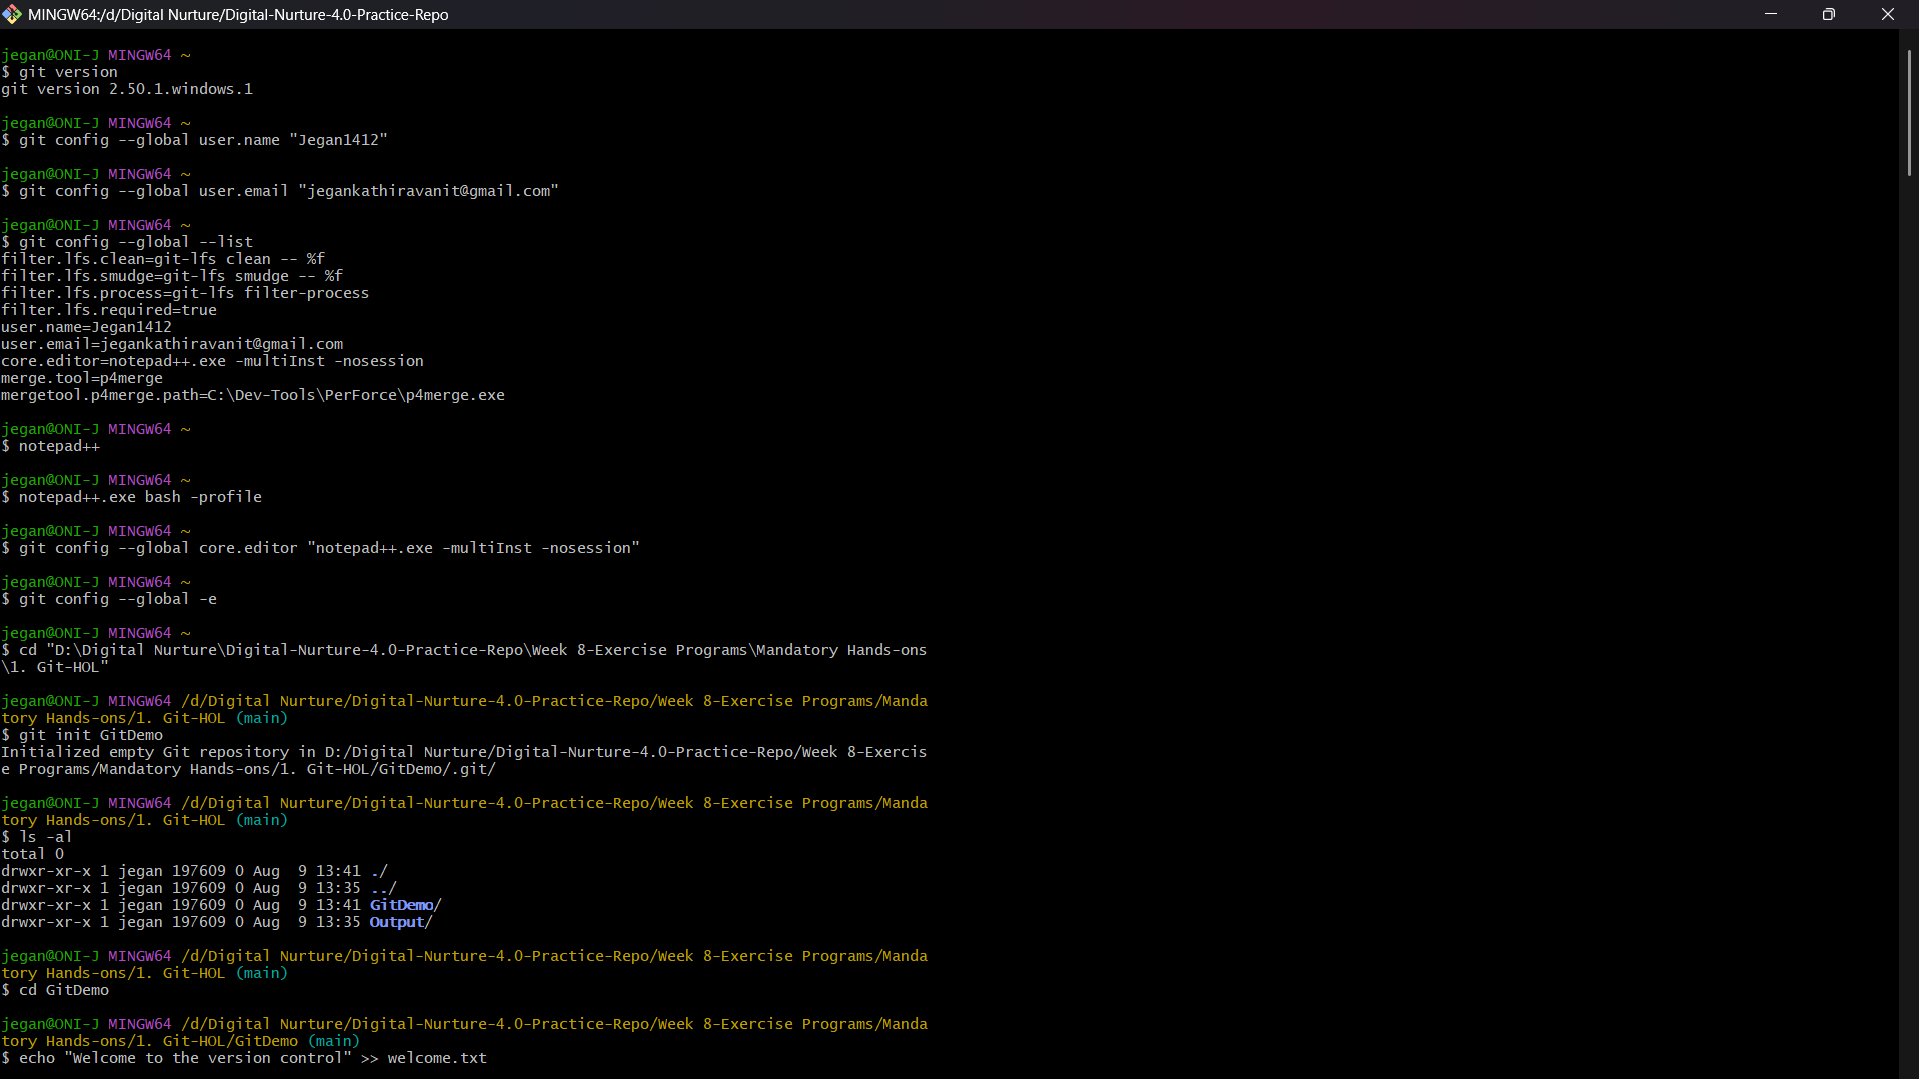 MINGW64:/d/Digital Nurture/Digital-Nurture-4.0-Practice-Repo
jegan@ONI-J MINGW64 ~
$ git version
git version 2.50.1.windows.1
jegan@ONI-J MINGW64 ~
$ git config --global user.name "Jegan1412"
jegan@ONI-J MINGW64 ~
$ git config --global user.email "jegankathiravanit@gmail.com"
jegan@ONI-J MINGW64 ~
$ git config --global --list
filter.lfs.clean=git-lfs clean -- %f
filter.lfs.smudge=git-lfs smudge -- %f
filter.lfs.process=git-lfs filter-process
filter.lfs.required=true
user.name=Jegan1412
user.email=jegankathiravanit@gmail.com
core.editor=notepad++.exe -multiInst -nosession
merge.tool=p4merge
mergetool.p4merge.path=C:\Dev-Tools\PerForce\p4merge.exe
jegan@ONI-J MINGW64 ~
$ notepad++
jegan@ONI-J MINGW64 ~
$ notepad++.exe bash -profile
jegan@ONI-J MINGW64 ~
$ git config --global core.editor "notepad++.exe -multiInst -nosession"
jegan@ONI-J MINGW64 ~
$ git config --global -e
jegan@ONI-J MINGW64 ~
$ cd "D:\Digital Nurture\Digital-Nurture-4.0-Practice-Repo\Week 8-Exercise Programs\Mandatory Hands-ons
\1. Git-HOL"
jegan@ONI-J MINGW64 /d/Digital Nurture/Digital-Nurture-4.0-Practice-Repo/Week 8-Exercise Programs/Manda
tory Hands-ons/1. Git-HOL (main)
$ git init GitDemo
Initialized empty Git repository in D:/Digital Nurture/Digital-Nurture-4.0-Practice-Repo/Week 8-Exercis
e Programs/Mandatory Hands-ons/1. Git-HOL/GitDemo/.git/
jegan@ONI-J MINGW64 /d/Digital Nurture/Digital-Nurture-4.0-Practice-Repo/Week 8-Exercise Programs/Manda
tory Hands-ons/1. Git-HOL (main)
$ ls -al
total 0
drwxr-xr-x 1 jegan 197609 0 Aug  9 13:41 ./
drwxr-xr-x 1 jegan 197609 0 Aug  9 13:35 ../
drwxr-xr-x 1 jegan 197609 0 Aug  9 13:41 GitDemo/
drwxr-xr-x 1 jegan 197609 0 Aug  9 13:35 Output/
jegan@ONI-J MINGW64 /d/Digital Nurture/Digital-Nurture-4.0-Practice-Repo/Week 8-Exercise Programs/Manda
tory Hands-ons/1. Git-HOL (main)
$ cd GitDemo
jegan@ONI-J MINGW64 /d/Digital Nurture/Digital-Nurture-4.0-Practice-Repo/Week 8-Exercise Programs/Manda
tory Hands-ons/1. Git-HOL/GitDemo (main)
$ echo "Welcome to the version control" >> welcome.txt